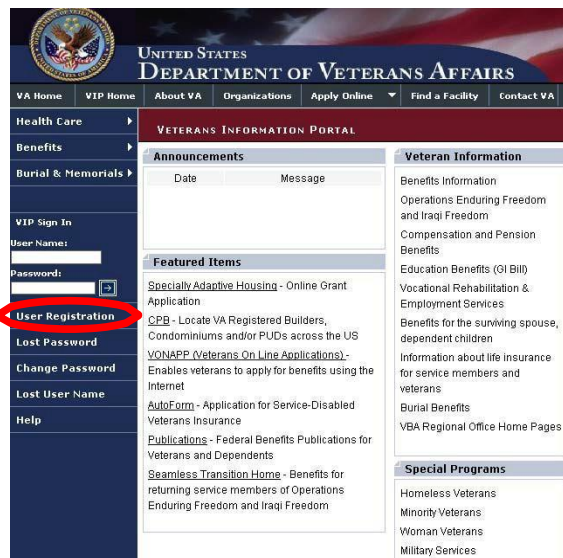 UNITED STATES
DEPARTMENT OF VETERANS AFFAIRS
VA Home VIP Home About VA Organizations Apply Online Find a Facility Contact VA
Health Care
Benefits
Burial & Memorials
VIP Sign In
User Name:
Password:
User Registration
Lost Password
Change Password
Lost User Name
Help
VETERANS INFORMATION PORTAL
Announcements
Date Message
Featured Items
Specially Adaptive Housing - Online Grant
Application
CPB - Locate VA Registered Builders,
Condominiums and/or PUDs across the US
VONAPP (Veterans On Line Applications) -
Enables veterans to apply for benefits using the
Internet
AutoForm - Application for Service-Disabled
Veterans Insurance
Publications - Federal Benefits Publications for
Veterans and Dependents
Seamless Transition Home - Benefits for
returning service members of Operations
Enduring Freedom and Iraqi Freedom
Veteran Information
Benefits Information
Operations Enduring Freedom
and Iraqi Freedom
Compensation and Pension
Benefits
Education Benefits (GI Bill)
Vocational Rehabilitation &
Employment Services
Benefits for the surviving spouse,
dependent children
Information about life insurance
for service members and
veterans
Burial Benefits
VBA Regional Office Home Pages
Special Programs
Homeless Veterans
Minority Veterans
Woman Veterans
Military Services